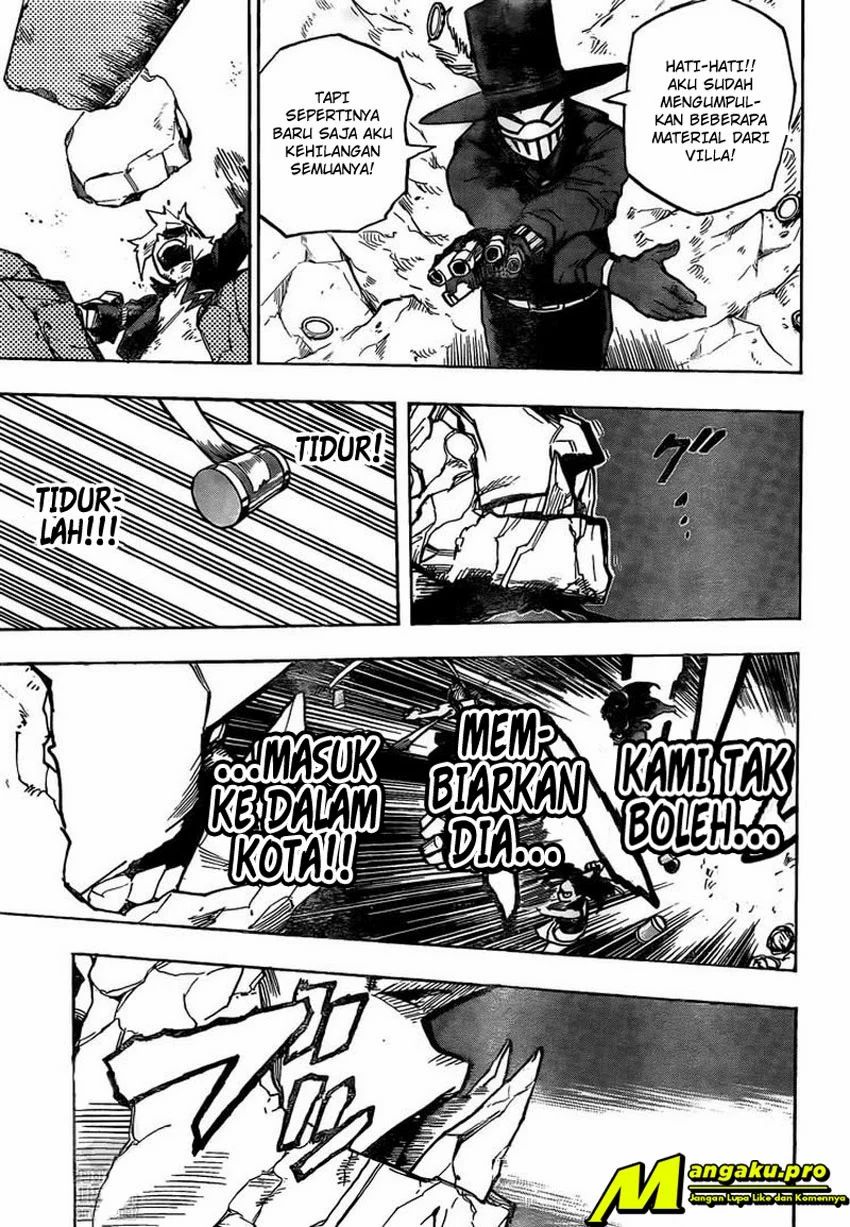 HATI-HATI!!
AKU SUDAH
MENGUMPUL-
KAN BEBERAPA
MATERIAL DARI
VILLA!
TAPI
SEPERTINYA
BARU SAJA AKU
KEHILANGAN
SEMUANYA!
グ"...
TIDUR!
TIDUR-
LAH!!!
KAMI TAK
BOLEH...
MEM-
BIARKAN
DIA...
...MASUK
KE DALAM
KOTA!!
Mangaku.pro
Jangan Lupa Like dan Komennya